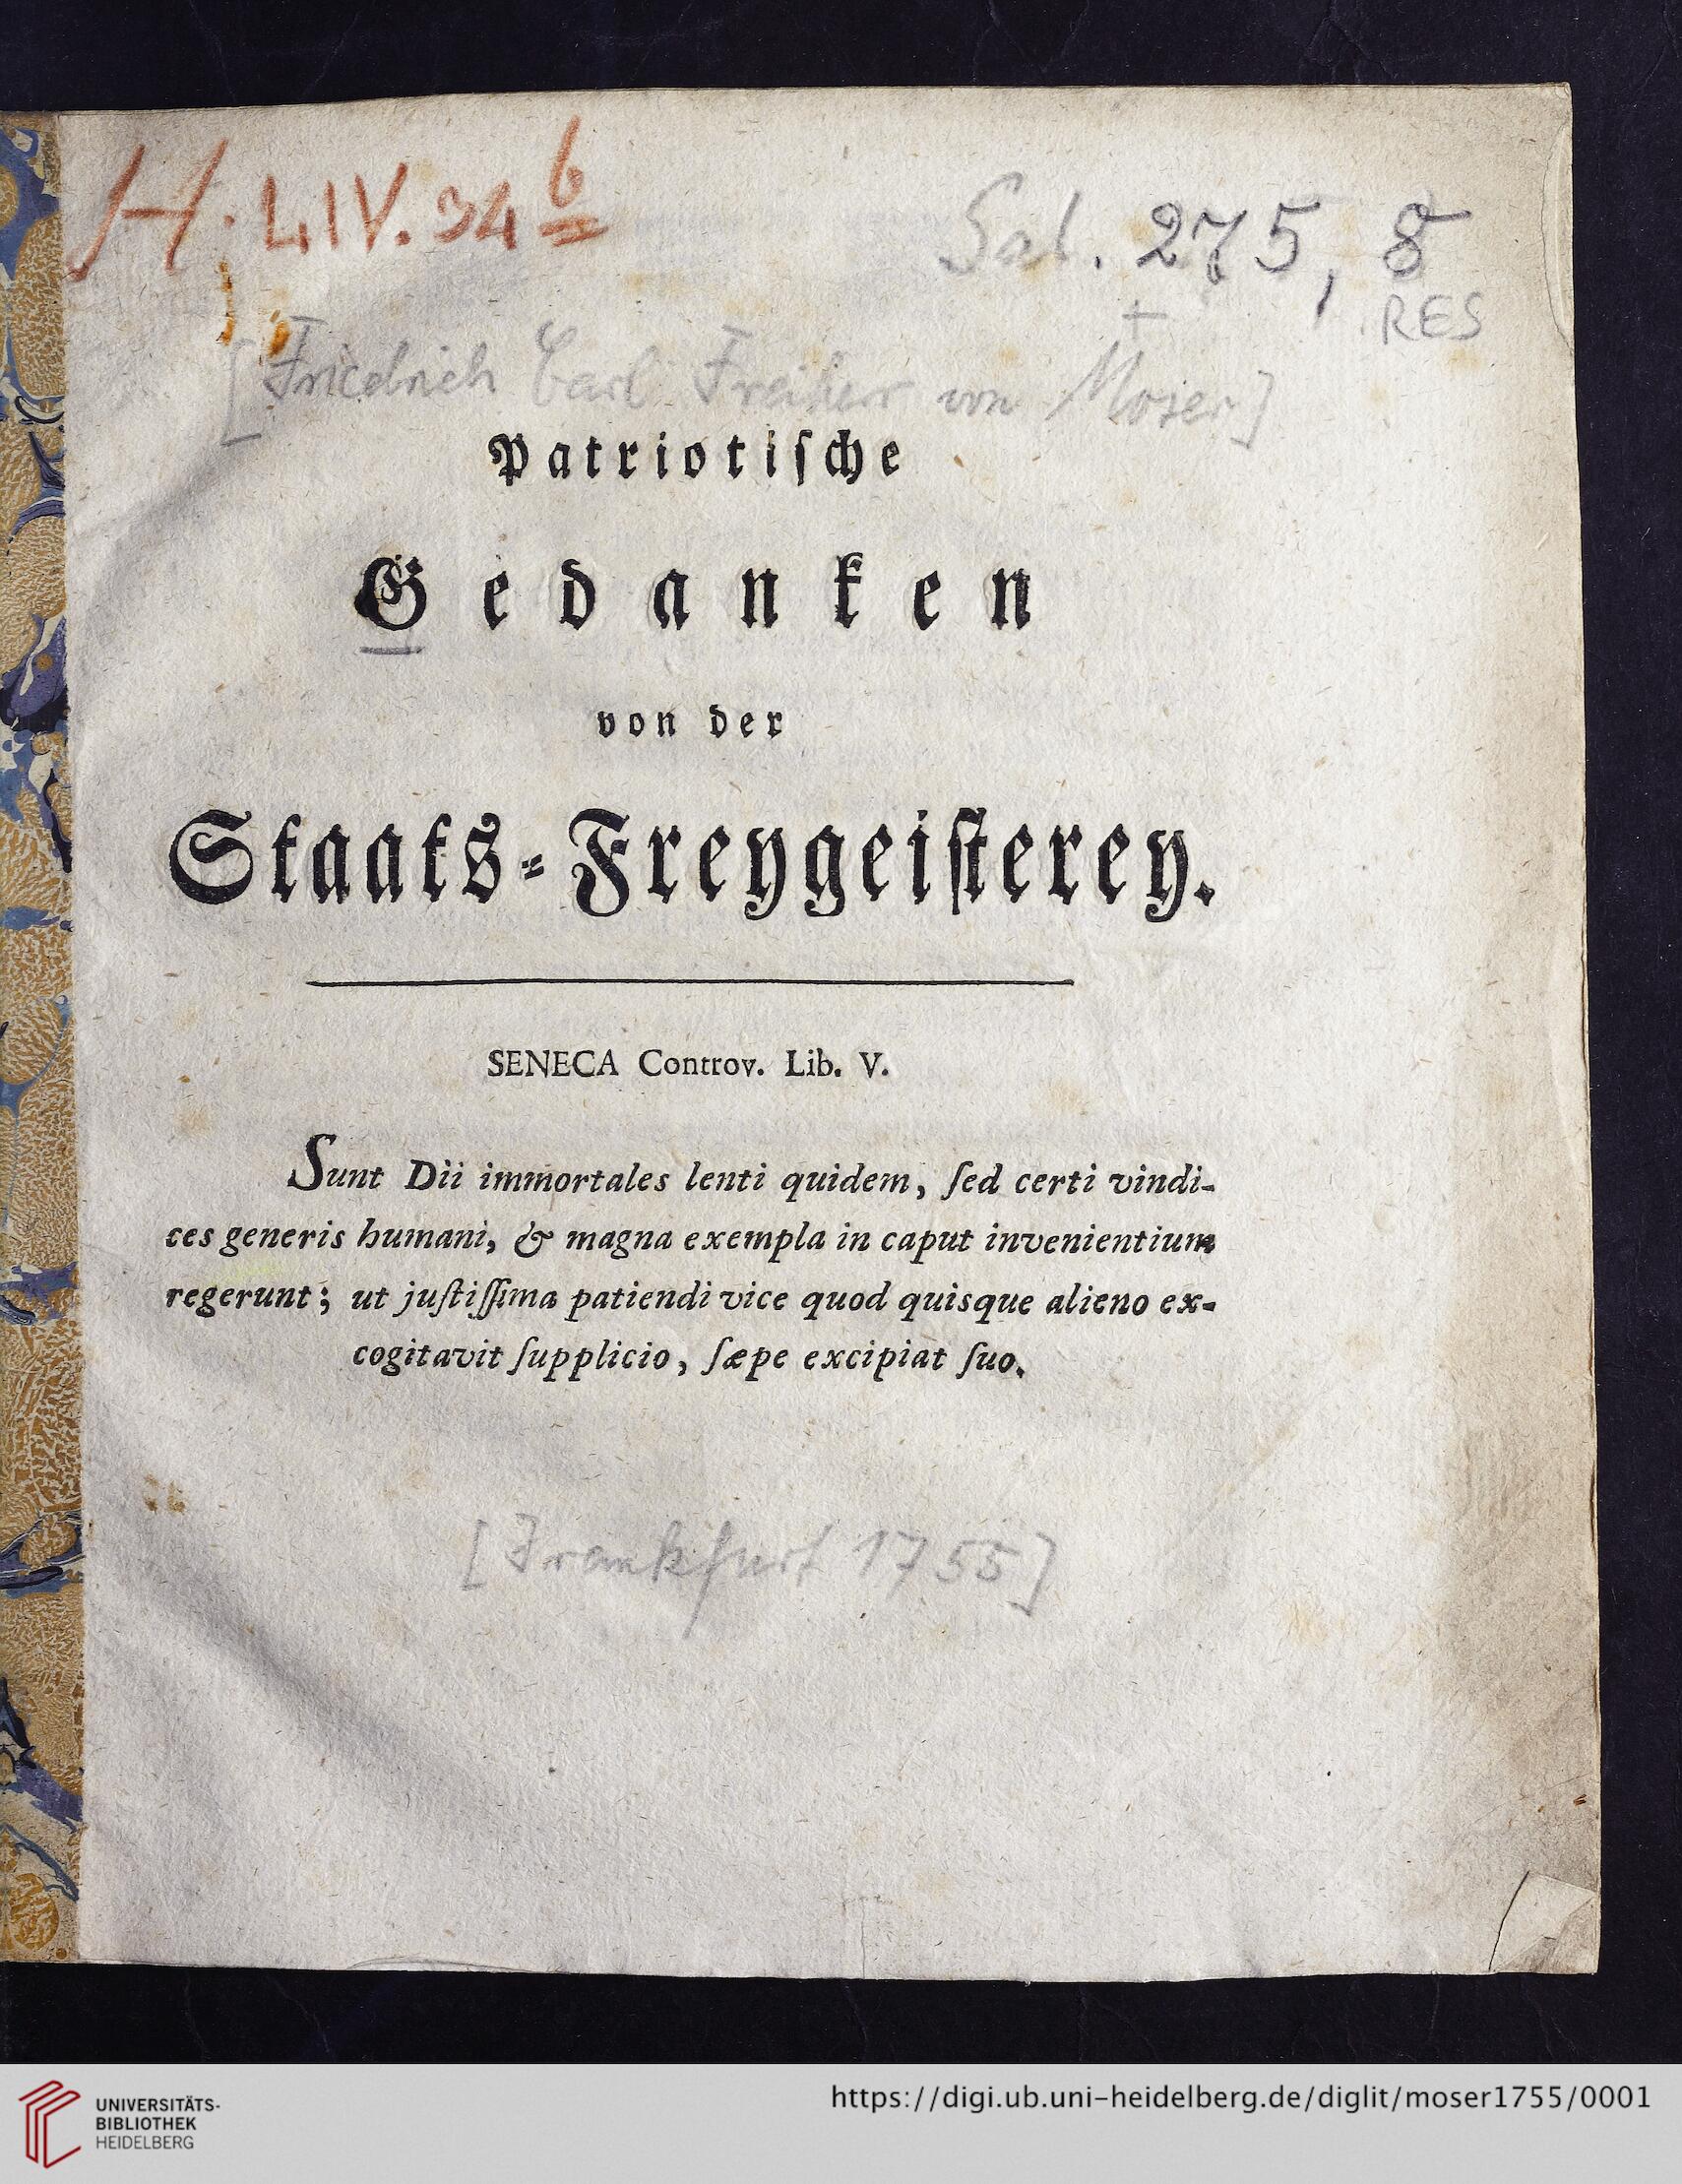 H. LIV. 34 b
Sal. 275, 8
RES
[Friedrich Carl Freiherr von Moser]
Patriotiſche
Gedanken
von der
Staats-Freygeiſterey.
SENECA Controv. Lib. V.
Sunt Dii immortales lenti quidem, ſed certi vindi-
ces generis humani, & magna exempla in caput invenientium
regerunt; ut juſtiſſima patiendi vice quod quisque alieno ex-
cogitavit ſupplicio, ſæpe excipiat ſuo.
[Frankfurt 1755]
UNIVERSITÄTS-
BIBLIOTHEK
HEIDELBERG
https://digi.ub.uni-heidelberg.de/diglit/moser1755/0001